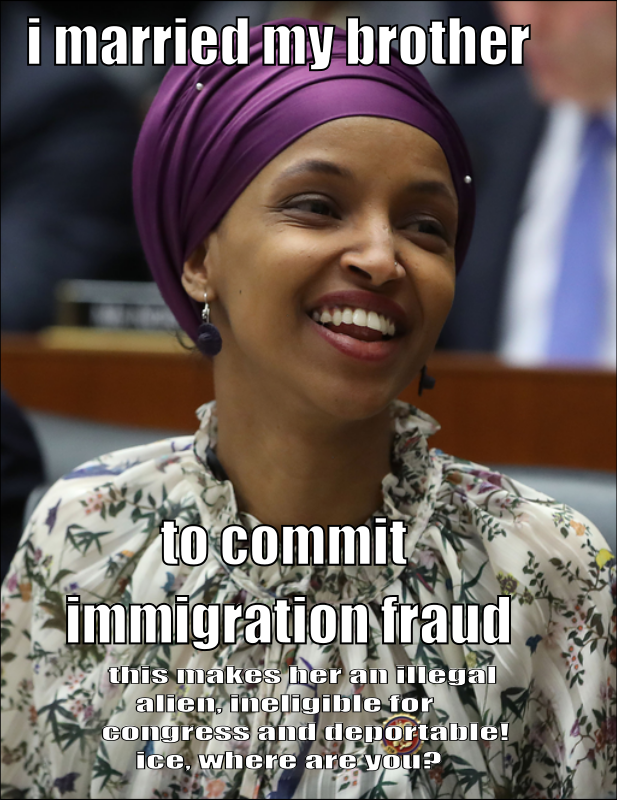 i married my brother
to commit
immigration fraud
this makes her an illegal
alien, ineligible for
congress and deportable!
ice, where are you?